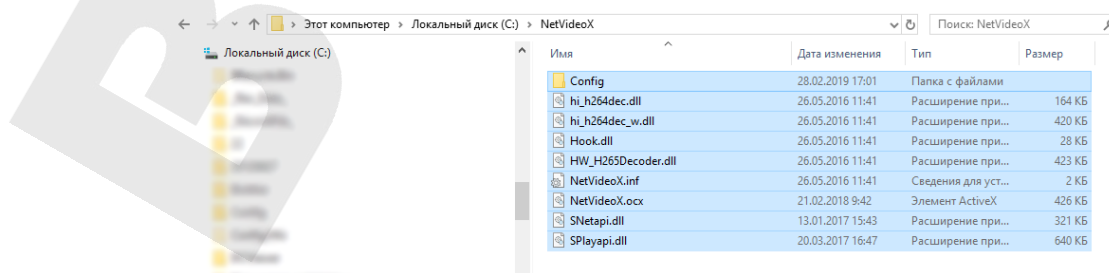 Этот компьютер > Локальный диск (C:) > NetVideoX
Поиск: NetVideoX
Локальный диск (C:)
Имя Дата изменения Тип Размер
Config 28.02.2019 17:01 Папка с файлами
hi_h264dec.dll 26.05.2016 11:41 Расширение при... 164 КБ
hi_h264dec_w.dll 26.05.2016 11:41 Расширение при... 420 КБ
Hook.dll 26.05.2016 11:41 Расширение при... 28 КБ
HW_H265Decoder.dll 26.05.2016 11:41 Расширение при... 423 КБ
NetVideoX.inf 26.05.2016 11:41 Сведения для уст... 2 КБ
NetVideoX.ocx 21.02.2018 9:42 Элемент ActiveX 426 КБ
SNetapi.dll 13.01.2017 15:43 Расширение при... 321 КБ
SPlayapi.dll 20.03.2017 16:47 Расширение при... 640 КБ